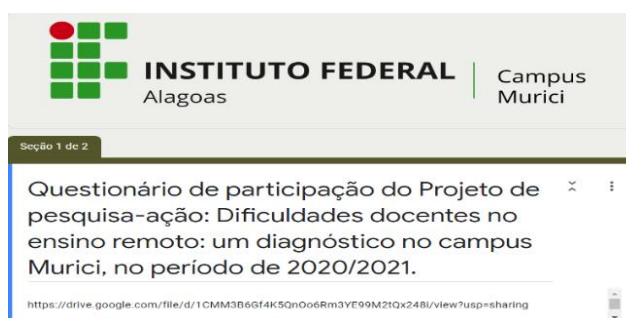 INSTITUTO FEDERAL
Alagoas
Campus
Murici
Seção 1 de 2
Questionário de participação do Projeto de
pesquisa-ação: Dificuldades docentes no
ensino remoto: um diagnóstico no campus
Murici, no período de 2020/2021.
https://drive.google.com/file/d/1CMM3B6Gf4K5QnOo6Rm3YE99M2tQx248i/view?usp=sharing